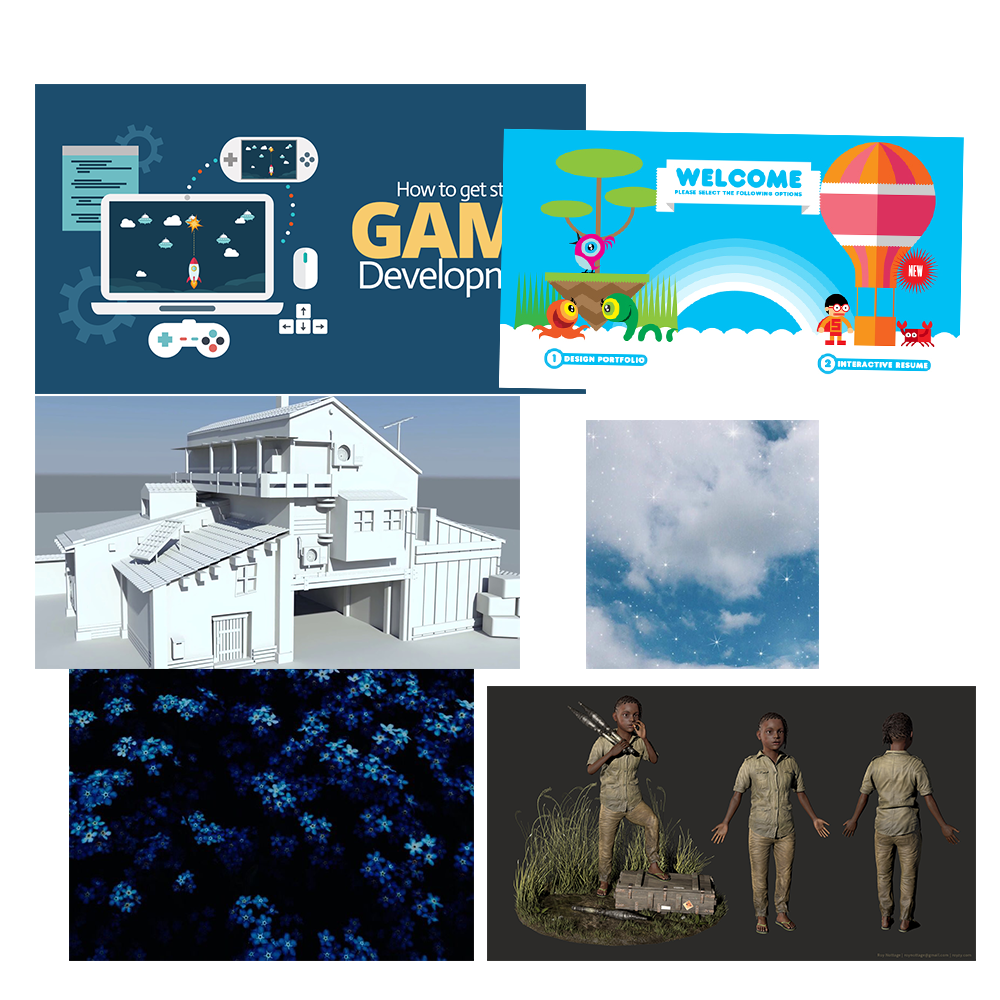 How to get st
GAM
Developm
WELCOME
PLEASE SELECT THE FOLLOWING OPTIONS
NEW
1 DESIGN PORTFOLIO
2 INTERACTIVE RESUME